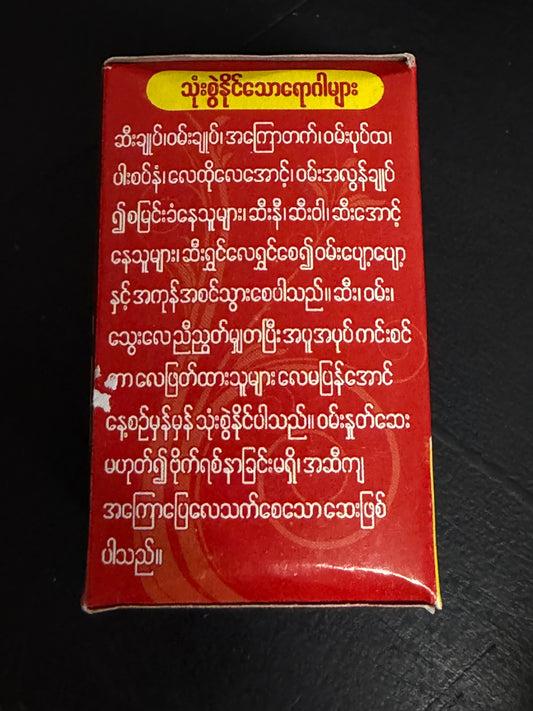 သုံးစွဲနိုင်သောရောဂါများ
ဆီးချုပ်၊ဝမ်းချုပ်၊အကြောတက်၊ဝမ်းပုပ်ထ၊
ပါးစပ်နံ့၊လေထိုလေအောင့်၊ဝမ်းအလွန်ချုပ်
၍စမြင်းခံနေသူများ၊ဆီးနီ၊ဆီးဝါ၊ဆီးအောင့်
နေသူများ၊ဆီးရွှင်လေရွှင်စေ၍ဝမ်းပျော့ပျော့
နှင့်အကုန်အစင်သွားစေပါသည်။ဆီး၊ဝမ်း၊
သွေးလေညီညွတ်မျှတပြီးအပူအပုပ်ကင်းစင်
လေဖြတ်ထားသူများလေမပြန်အောင်
နေ့စဉ်မှန်မှန်သုံးစွဲနိုင်ပါသည်။ဝမ်းနှုတ်ဆေး
မဟုတ်၍ဗိုက်ရစ်နာခြင်းမရှိ၊အဆီကျ
အကြောပြေလေသက်စေသောဆေးဖြစ်
ပါသည်။